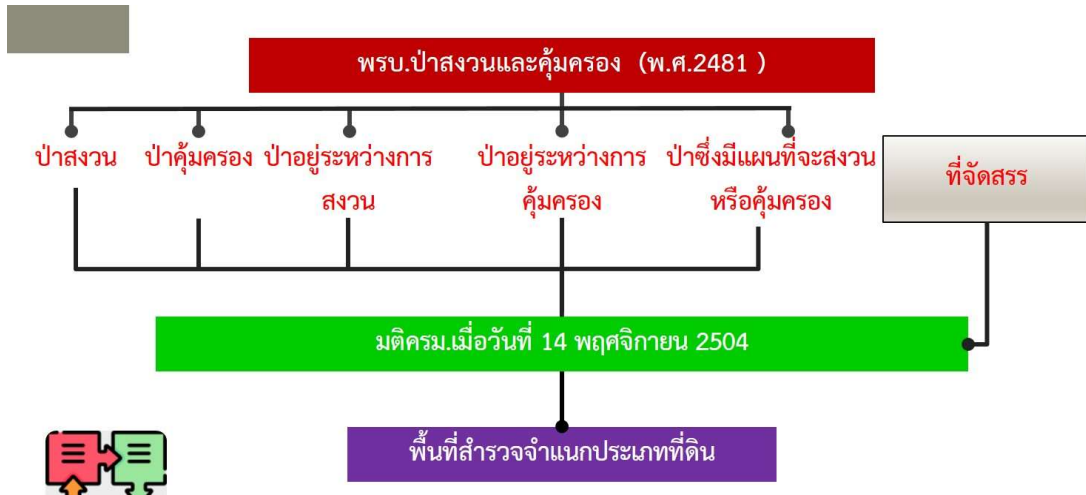 พรบ.ป่าสงวนและคุ้มครอง (พ.ศ.2481 )
ป่าสงวน
ป่าคุ้มครอง
ป่าอยู่ระหว่างการ
สงวน
ป่าอยู่ระหว่างการ
คุ้มครอง
ป่าซึ่งมีแผนที่จะสงวน
หรือคุ้มครอง
ที่จัดสรร
มติครม.เมื่อวันที่ 14 พฤศจิกายน 2504
พื้นที่สำรวจจำแนกประเภทที่ดิน